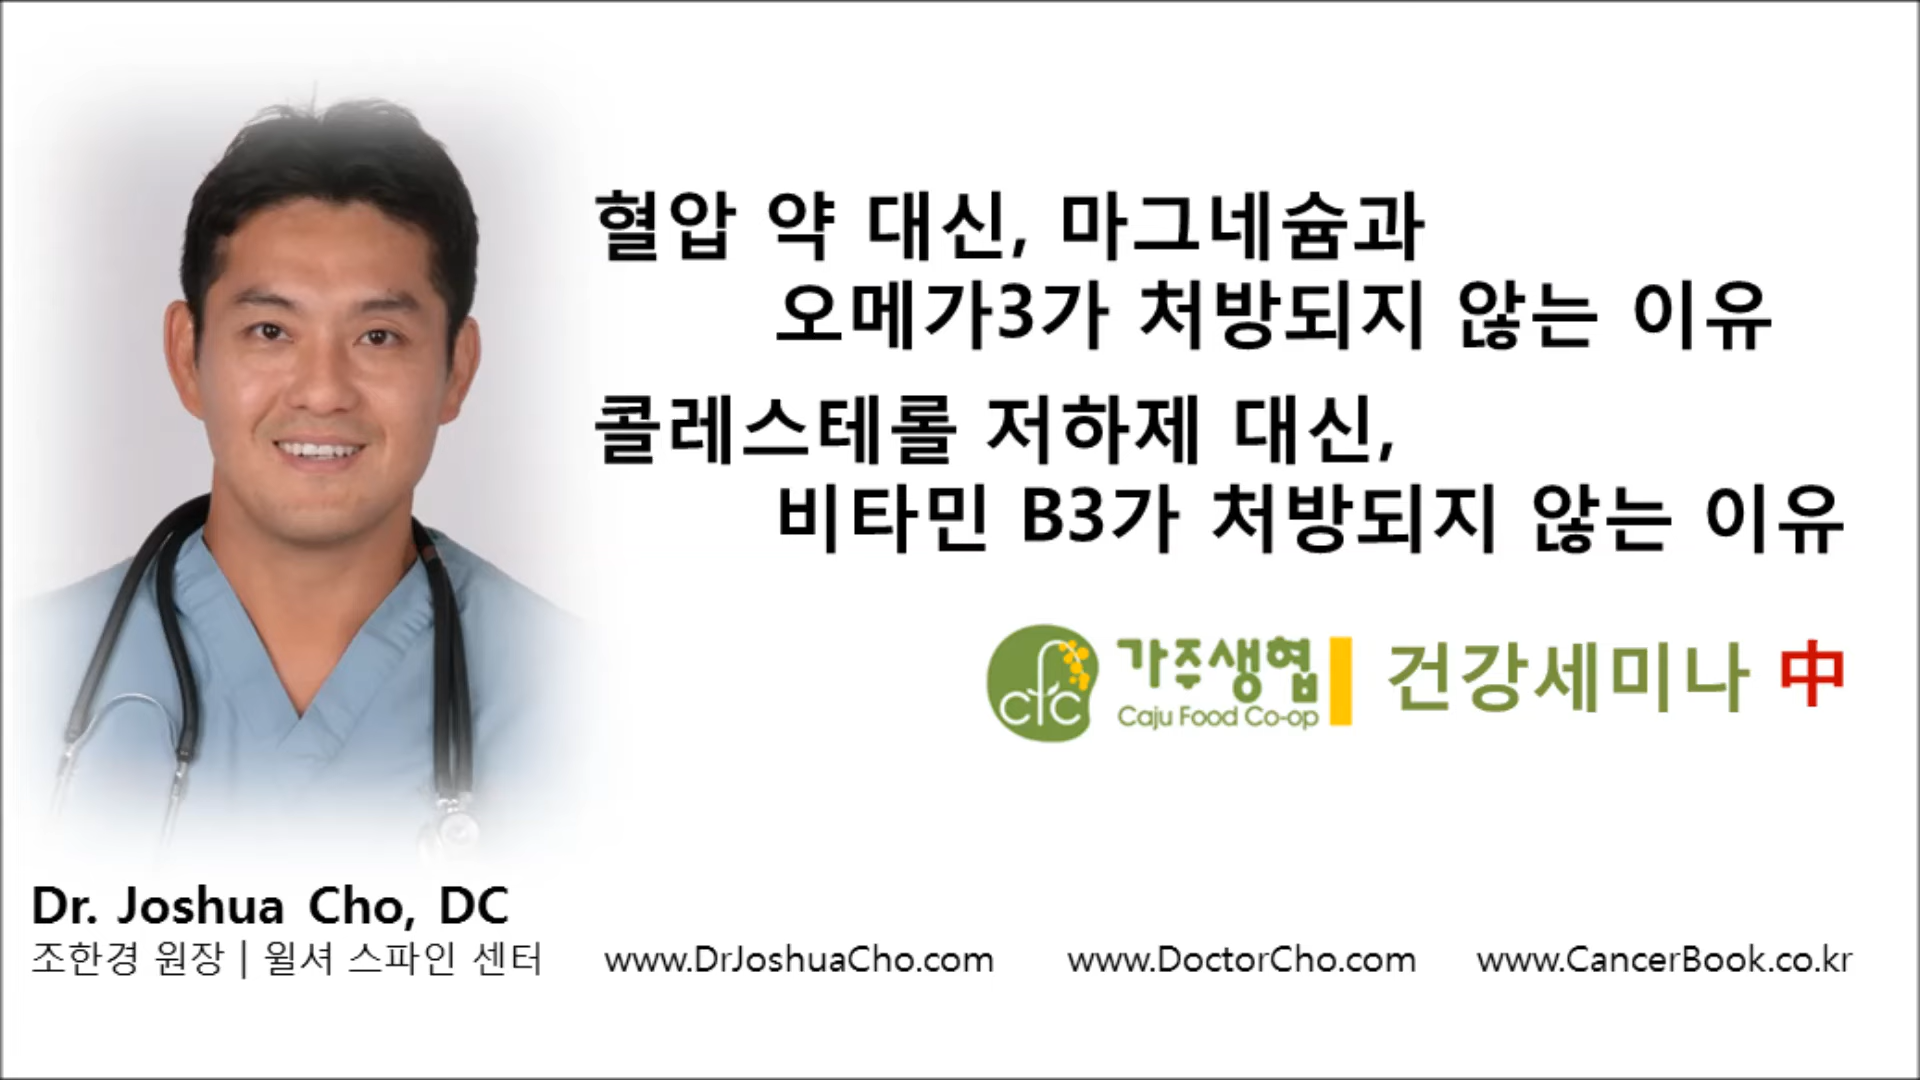 혈압 약 대신, 마그네슘과
오메가3가 처방되지 않는 이유
콜레스테롤 저하제 대신,
비타민 B3가 처방되지 않는 이유
cfc 가주생협 건강세미나 中
Caju Food Co-op
Dr. Joshua Cho, DC
조한경 원장 | 윌셔 스파인 센터
www.DrJoshuaCho.com www.DoctorCho.com www.CancerBook.co.kr